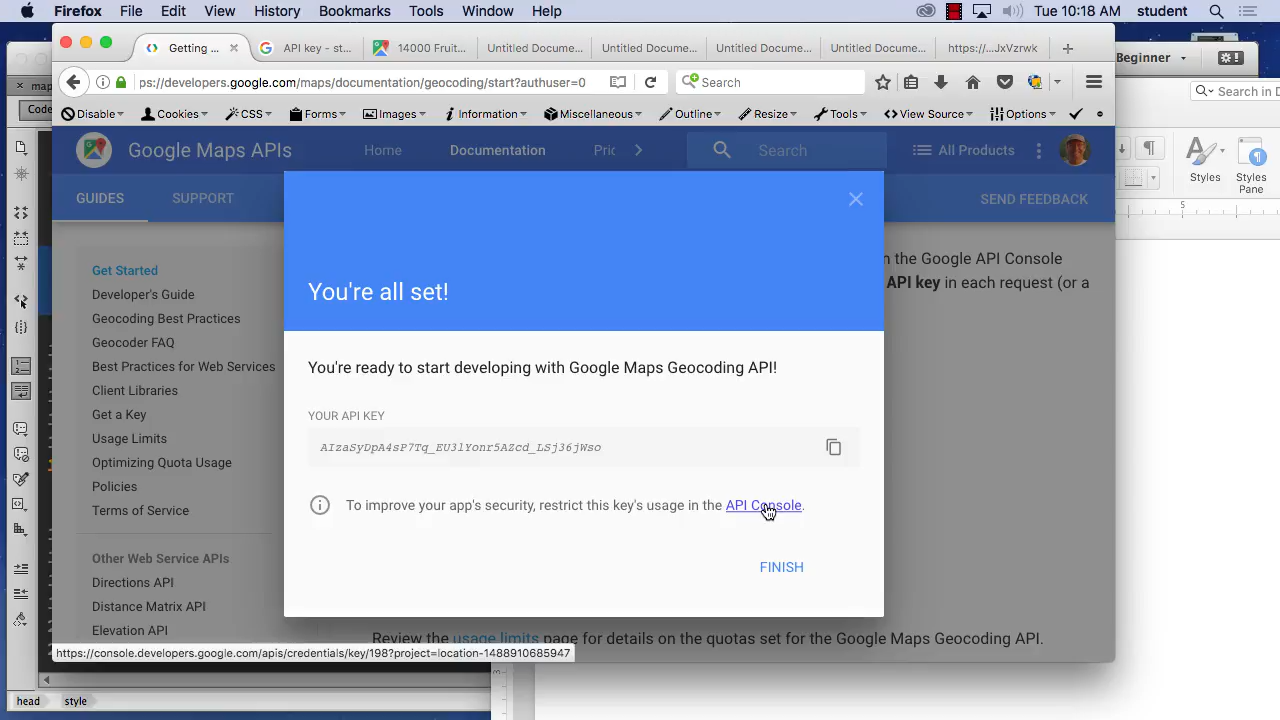 Firefox File Edit View History Bookmarks Tools Window Help Tue 10:18 AM student
Getting ... API key - st... 14000 Fruit... Untitled Docume... Untitled Docume... Untitled Docume... Untitled Docume... https://...JxVzrwk
Beginner
ps://developers.google.com/maps/documentation/geocoding/start?authuser=0 Search
map
Search in D
Code
Disable Cookies CSS Forms Images Information Miscellaneous Outline Resize Tools View Source Options
Google Maps APIs Home Documentation Pric Search All Products
Styles Styles Pane
GUIDES SUPPORT SEND FEEDBACK
5
You're all set!
n the Google API Console
API key in each request (or a
Get Started
Developer's Guide
Geocoding Best Practices
Geocoder FAQ
Best Practices for Web Services
Client Libraries
Get a Key
Usage Limits
Optimizing Quota Usage
Policies
Terms of Service
Other Web Service APIs
Directions API
Distance Matrix API
Elevation API
You're ready to start developing with Google Maps Geocoding API!
YOUR API KEY
AIzaSyDpA4sP7Tq_EU3lYonr5AZcd_LSj36jWso
To improve your app's security, restrict this key's usage in the API Console.
FINISH
Review the usage limits page for details on the quotas set for the Google Maps Geocoding API.
https://console.developers.google.com/apis/credentials/key/198?project=location-1488910685947
head style